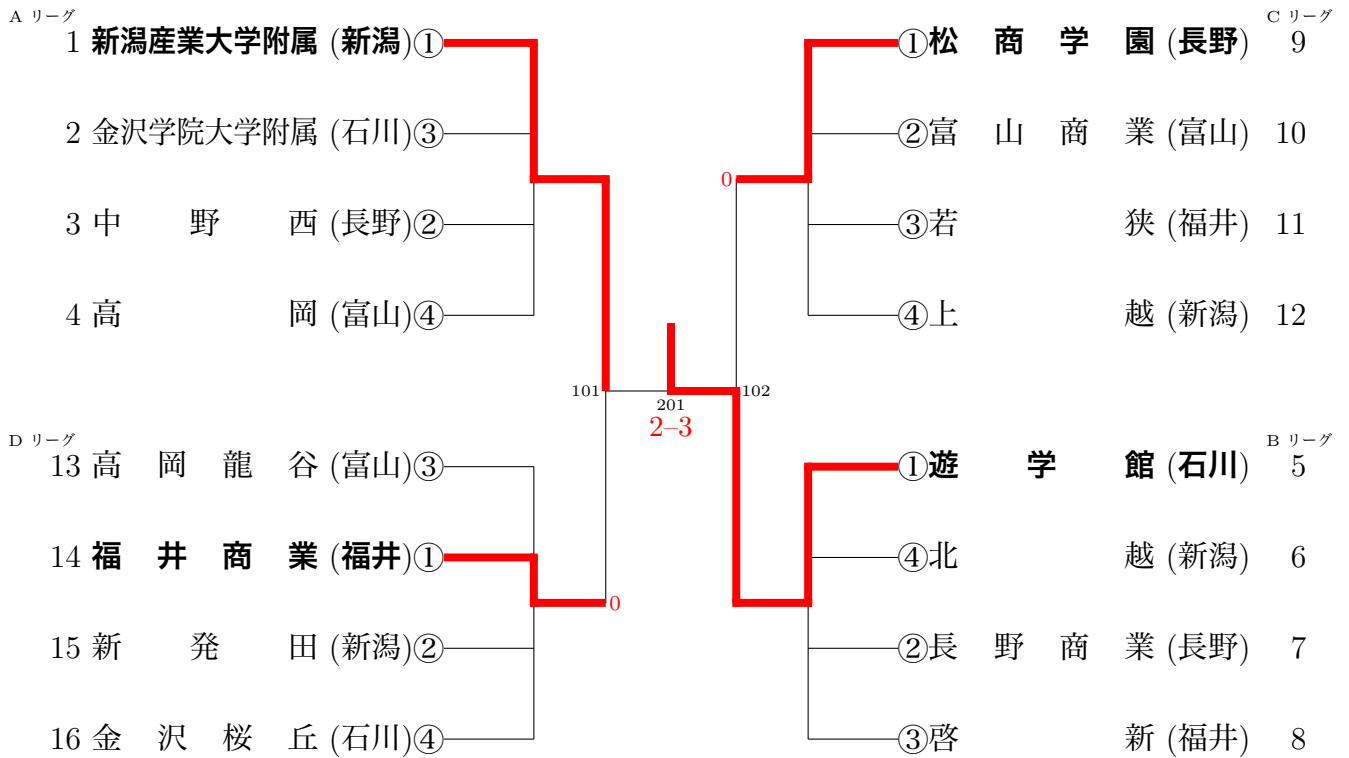 A リーグ
1 新潟産業大学附属 (新潟)①
2 金沢学院大学附属 (石川)③
3 中野西 (長野)②
4 高岡 (富山)④
D リーグ
13 高岡龍谷 (富山)③
14 福井商業 (福井)①
15 新発田 (新潟)②
16 金沢桜丘 (石川)④
0
101
201
2–3
102
0
C リーグ
①松商学園 (長野) 9
②富山商業 (富山) 10
③若狭 (福井) 11
④上越 (新潟) 12
B リーグ
①遊学館 (石川) 5
④北越 (新潟) 6
②長野商業 (長野) 7
③啓新 (福井) 8